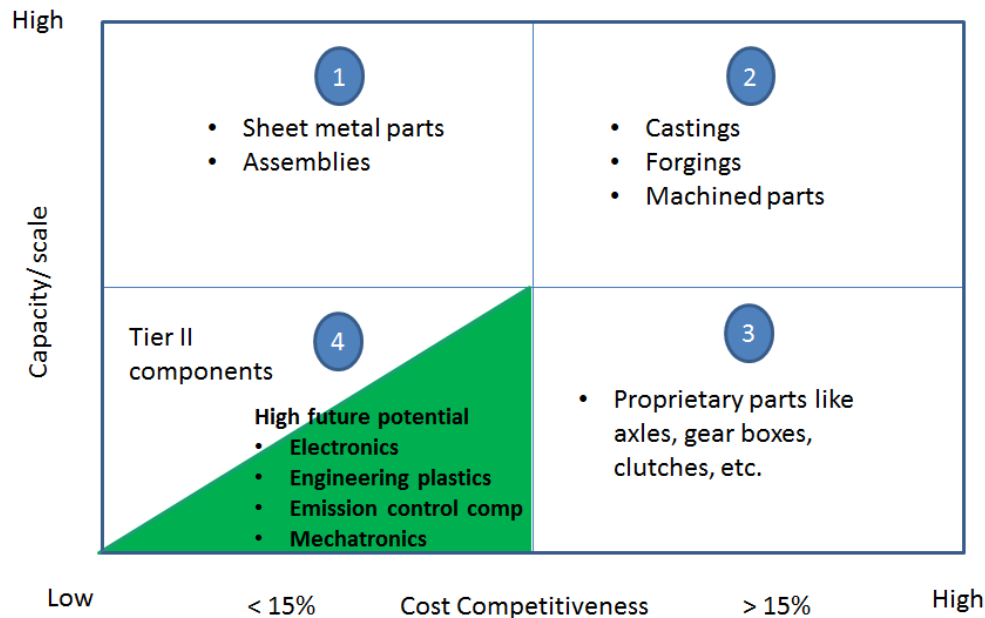 High
1
• Sheet metal parts
• Assemblies
2
• Castings
• Forgings
• Machined parts
Capacity/ scale
Tier II
components
4
High future potential
• Electronics
• Engineering plastics
• Emission control comp
• Mechatronics
3
• Proprietary parts like
axles, gear boxes,
clutches, etc.
Low
< 15%
Cost Competitiveness
> 15%
High